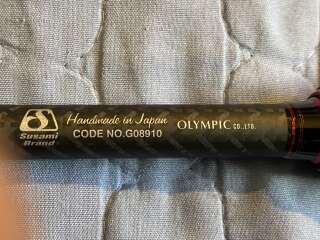 Susami
Brand
Handmade in Japan
CODE NO.G08910
OLYMPIC CO.,LTD.